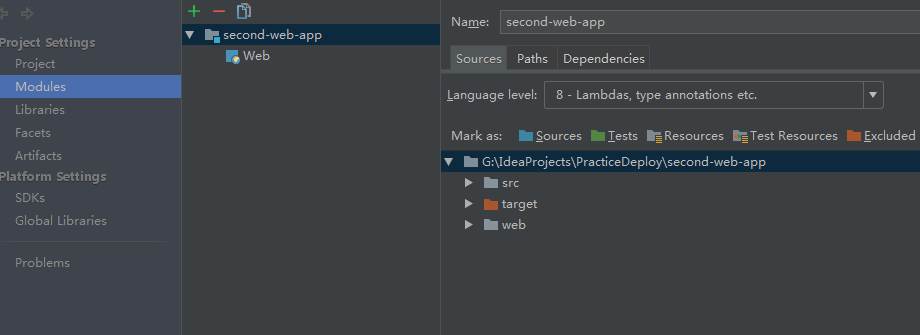 Project Settings
Project
Modules
Libraries
Facets
Artifacts
Platform Settings
SDKs
Global Libraries
Problems
second-web-app
Web
Name: second-web-app
Sources Paths Dependencies
Language level: 8 - Lambdas, type annotations etc.
Mark as: Sources Tests Resources Test Resources Excluded
G:\IdeaProjects\PracticeDeploy\second-web-app
src
target
web